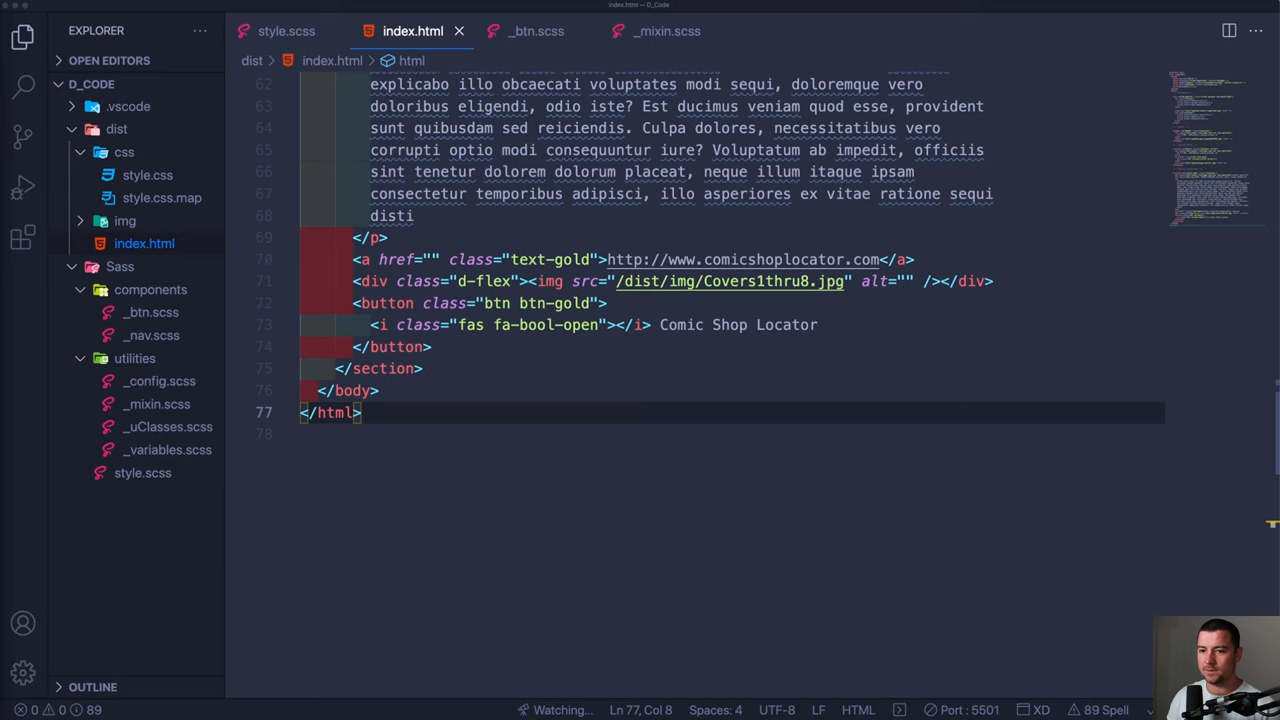 index.html — D_Code
EXPLORER
OPEN EDITORS
D_CODE
.vscode
dist
css
style.css
style.css.map
img
index.html
Sass
components
_btn.scss
_nav.scss
utilities
_config.scss
_mixin.scss
_uClasses.scss
_variables.scss
style.scss
OUTLINE
style.scss index.html _btn.scss _mixin.scss
dist index.html html
62 explicabo illo obcaecati voluptates modi sequi, doloremque vero
63 doloribus eligendi, odio iste? Est ducimus veniam quod esse, provident
64 sunt quibusdam sed reiciendis. Culpa dolores, necessitatibus vero
65 corrupti optio modi consequuntur iure? Voluptatum ab impedit, officiis
66 sint tenetur dolorem dolorum placeat, neque illum itaque ipsam
67 consectetur temporibus adipisci, illo asperiores ex vitae ratione sequi
68 disti
69 </p>
70 <a href="" class="text-gold">http://www.comicshoplocator.com</a>
71 <div class="d-flex"><img src="/dist/img/Covers1thru8.jpg" alt="" /></div>
72 <button class="btn btn-gold">
73 <i class="fas fa-bool-open"></i> Comic Shop Locator
74 </button>
75 </section>
76 </body>
77 </html>
78
0 0 89 Watching... Ln 77, Col 8 Spaces: 4 UTF-8 LF HTML Port : 5501 XD 89 Spell